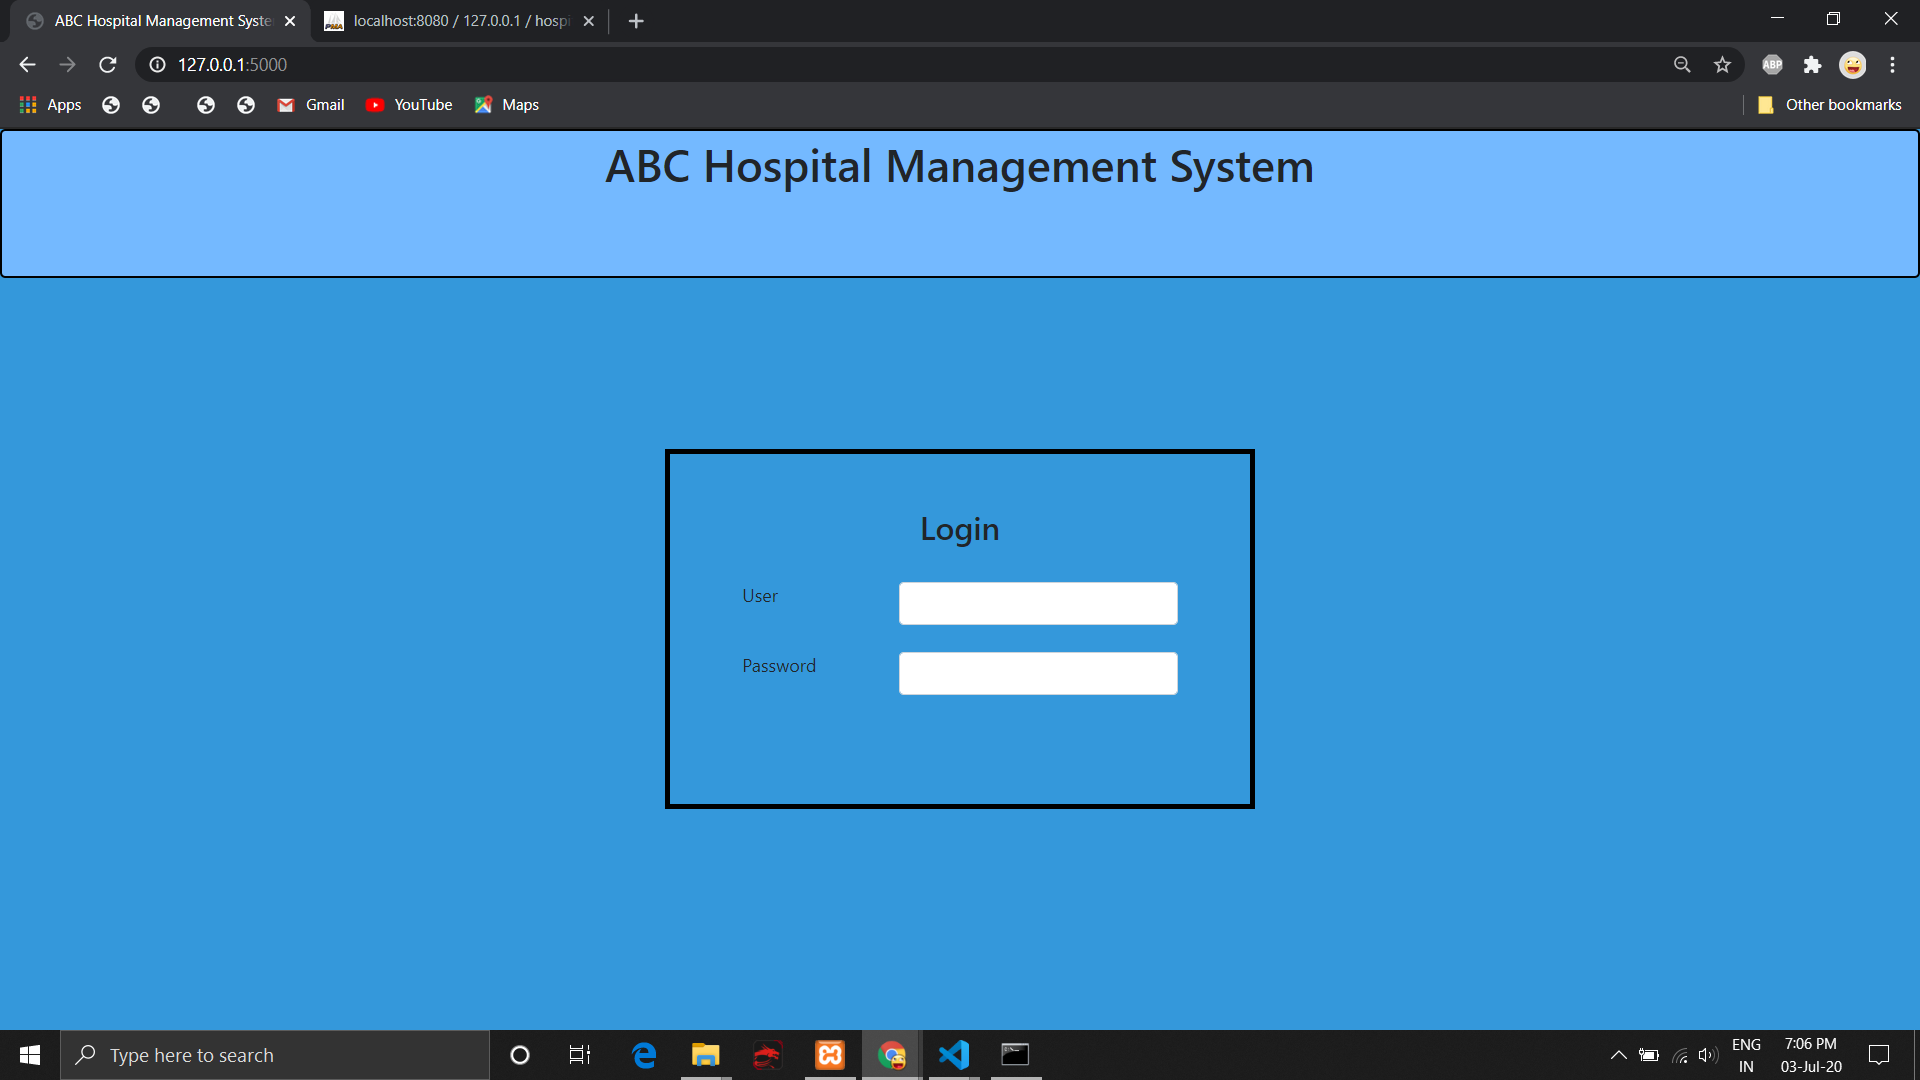 ABC Hospital Management Syste
localhost:8080 / 127.0.0.1 / hospi
127.0.0.1:5000
ABP
Apps
Gmail
YouTube
Maps
Other bookmarks
ABC Hospital Management System
Login
User
Password
Type here to search
ENG
IN
7:06 PM
03-Jul-20